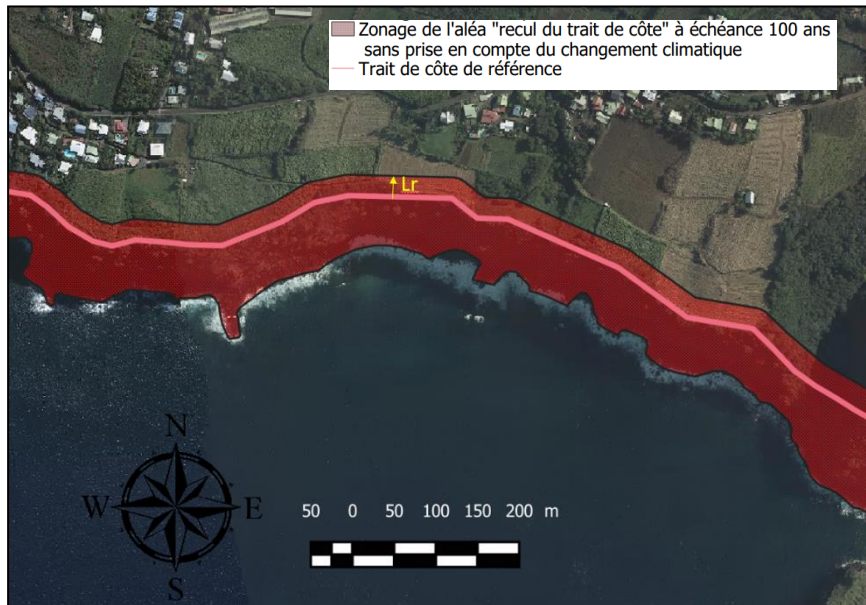 Zonage de l'aléa "recul du trait de côte" à échéance 100 ans
sans prise en compte du changement climatique
Trait de côte de référence
Lr
N
W E
S
50 0 50 100 150 200 m